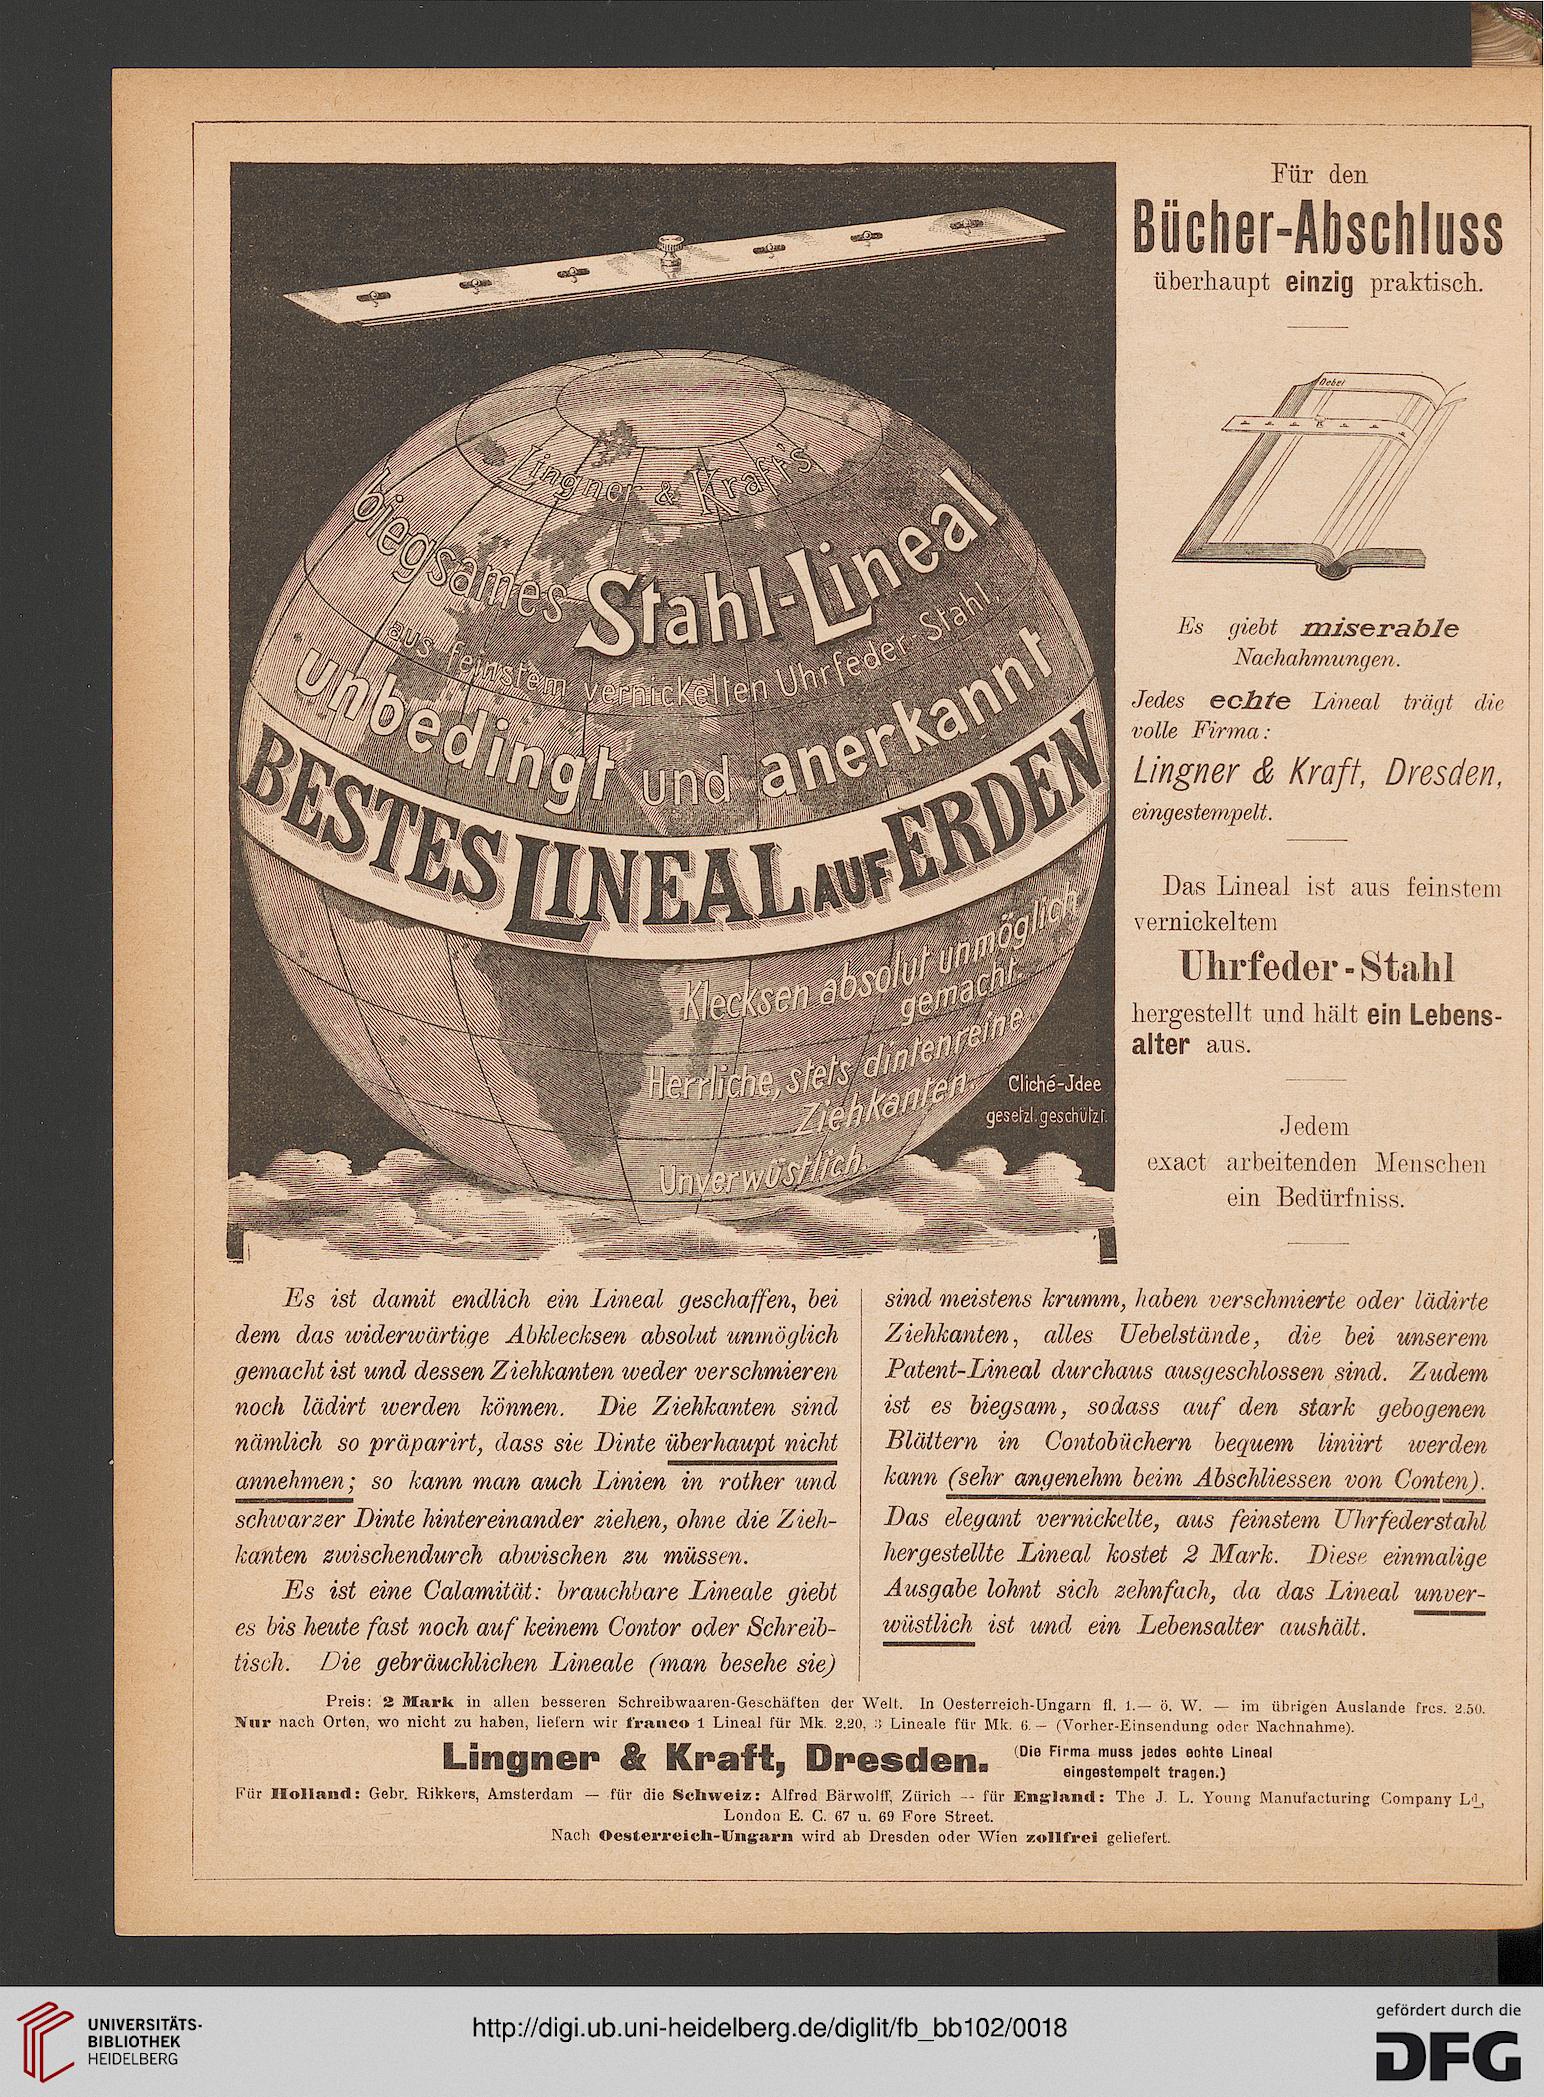 Lingner & Kraft's
biegsames Stahl-Lineal
aus feinstem vernickelten Uhrfeder-Stahl,
unbedingt und anerkannt
BESTES LINEAL AUF ERDEN
Klecksen absolut unmöglich
gemacht.
Herrliche, stets dintenreine
Ziehkanten.
Unverwüstlich.
Cliché-Jdee
gesetzl. geschützt.
Für den
Bücher-Abschluss
überhaupt einzig praktisch.
Debet
Es giebt miserable
Nachahmungen.
Jedes echte Lineal trägt die
volle Firma:
Lingner & Kraft, Dresden,
eingestempelt.
Das Lineal ist aus feinstem
vernickeltem
Uhrfeder-Stahl
hergestellt und hält ein Lebens-
alter aus.
Jedem
exact arbeitenden Menschen
ein Bedürfniss.
Es ist damit endlich ein Lineal geschaffen, bei
dem das widerwärtige Abklecksen absolut unmöglich
gemacht ist und dessen Ziehkanten weder verschmieren
noch lädirt werden können. Die Ziehkanten sind
nämlich so präparirt, dass sie Dinte überhaupt nicht
annehmen; so kann man auch Linien in rother und
schwarzer Dinte hintereinander ziehen, ohne die Zieh-
kanten zwischendurch abwischen zu müssen.
Es ist eine Calamität: brauchbare Lineale giebt
es bis heute fast noch auf keinem Contor oder Schreib-
tisch. Die gebräuchlichen Lineale (man besehe sie)
sind meistens krumm, haben verschmierte oder lädirte
Ziehkanten, alles Uebelstände, die bei unserem
Patent-Lineal durchaus ausgeschlossen sind. Zudem
ist es biegsam, sodass auf den stark gebogenen
Blättern in Contobüchern bequem liniirt werden
kann (sehr angenehm beim Abschliessen von Conten).
Das elegant vernickelte, aus feinstem Uhrfederstahl
hergestellte Lineal kostet 2 Mark. Diese einmalige
Ausgabe lohnt sich zehnfach, da das Lineal unver-
wüstlich ist und ein Lebensalter aushält.
Preis: 2 Mark in allen besseren Schreibwaaren-Geschäften der Welt. In Oesterreich-Ungarn fl. 1.— ö. W. — im übrigen Auslande frcs. 2.50.
Nur nach Orten, wo nicht zu haben, liefern wir franco 1 Lineal für Mk. 2.20, 3 Lineale für Mk. 6.— (Vorher-Einsendung oder Nachnahme).
Lingner & Kraft, Dresden. (Die Firma muss jedes echte Lineal
eingestempelt tragen.)
Für Holland: Gebr. Rikkers, Amsterdam — für die Schweiz: Alfred Bärwolff, Zürich — für England: The J. L. Young Manufacturing Company Ld.,
London E. C. 67 u. 69 Fore Street.
Nach Oesterreich-Ungarn wird ab Dresden oder Wien zollfrei geliefert.
UNIVERSITÄTS-
BIBLIOTHEK
HEIDELBERG
http://digi.ub.uni-heidelberg.de/diglit/fb_bb102/0018
gefördert durch die
DFG